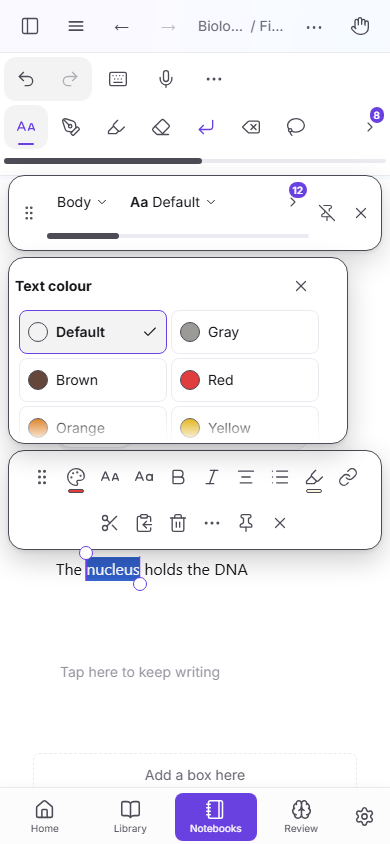 Biolo... / Fi...
8
Body Aa Default 12
Text colour
Default Gray
Brown Red
Orange Yellow
The nucleus holds the DNA
Tap here to keep writing
Add a box here
Home Library Notebooks Review